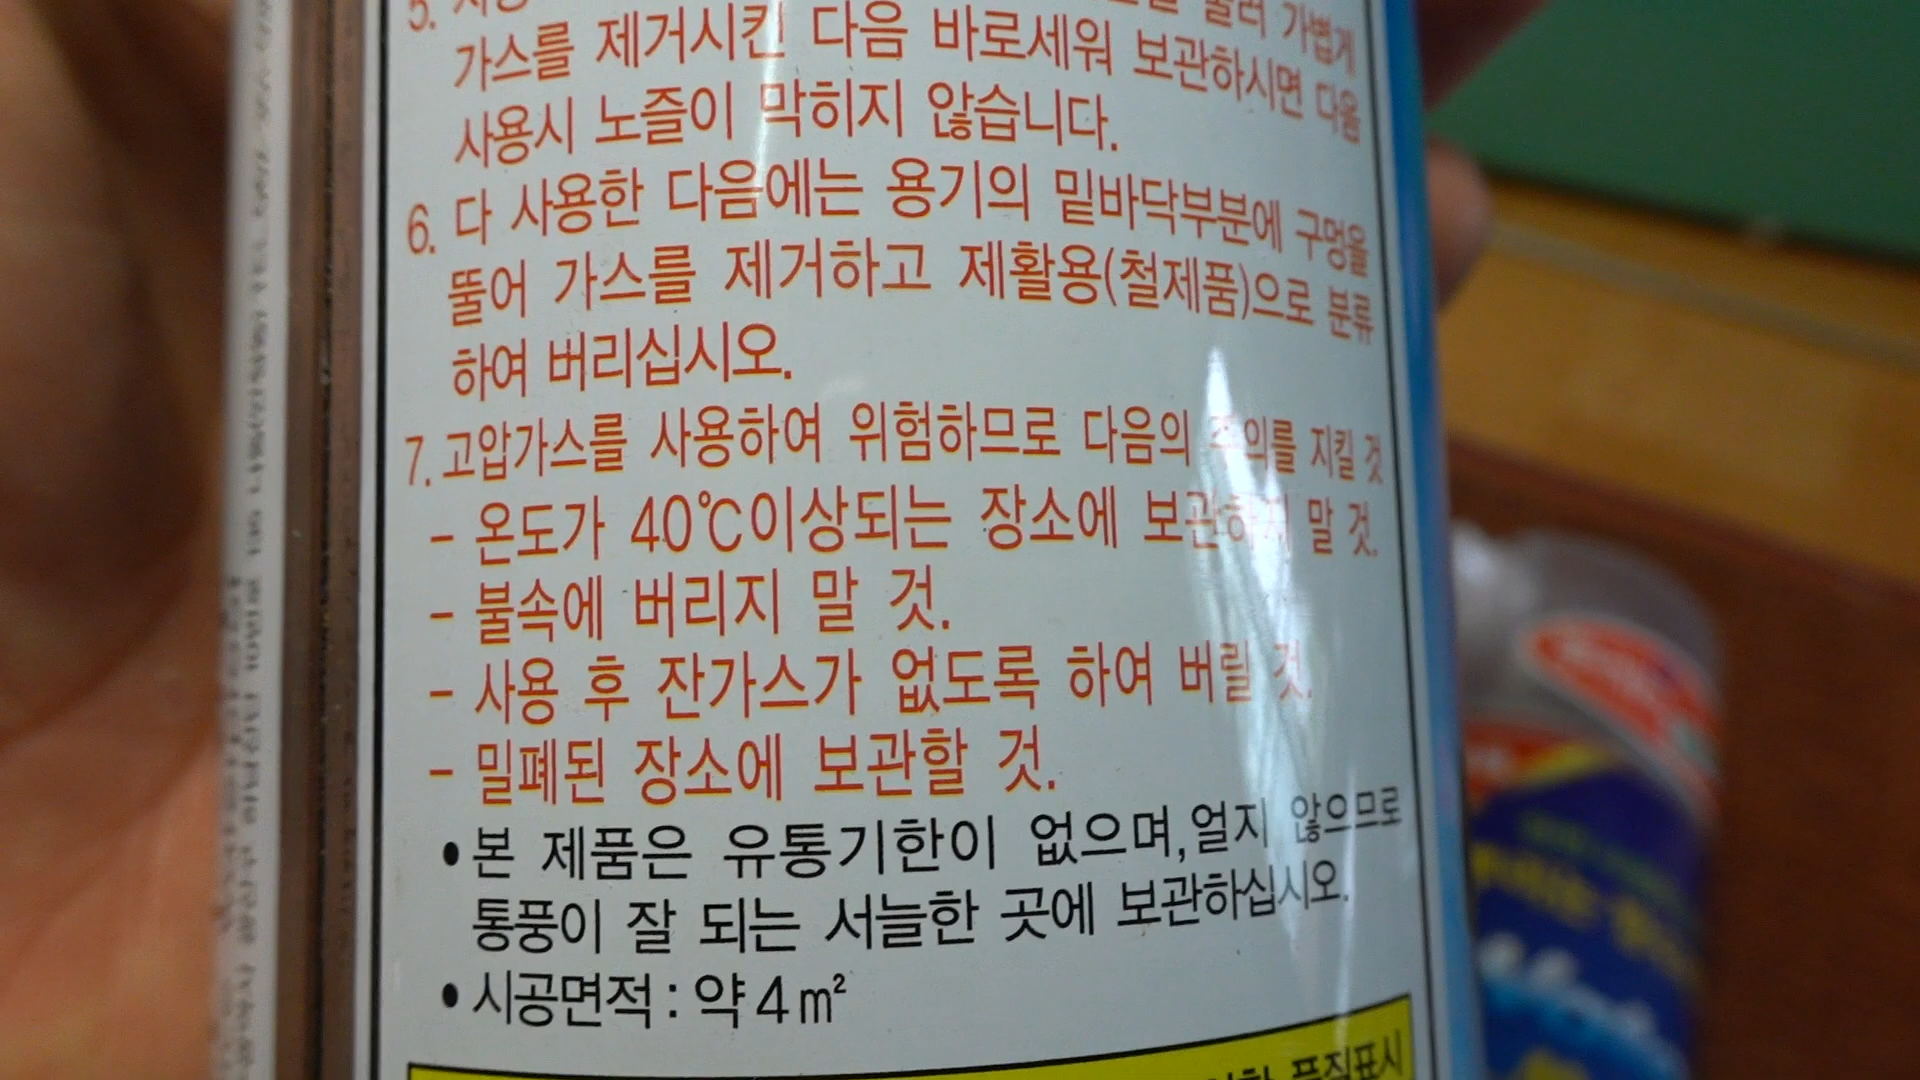 5.
눌러 가볍게
가스를 제거시킨 다음 바로세워 보관하시면 다음
사용시 노즐이 막히지 않습니다.
6. 다 사용한 다음에는 용기의 밑바닥부분에 구멍을
뚫어 가스를 제거하고 제활용(철제품)으로 분류
하여 버리십시오.
7. 고압가스를 사용하여 위험하므로 다음의 주의를 지킬 것
- 온도가 40℃이상되는 장소에 보관하지 말 것.
- 불속에 버리지 말 것.
- 사용 후 잔가스가 없도록 하여 버릴 것.
- 밀폐된 장소에 보관할 것.
• 본 제품은 유통기한이 없으며,얼지 않으므로
통풍이 잘 되는 서늘한 곳에 보관하십시오.
• 시공면적 : 약 4㎡
품질표시